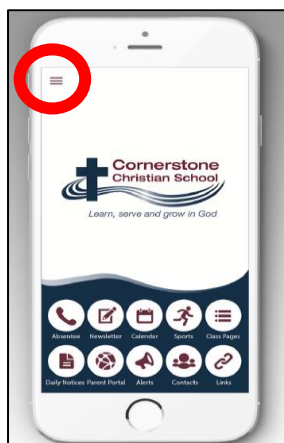 Cornerstone
Christian School
Learn, serve and grow in God
Absentee Newsletter Calendar Sports Class Pages
Daily Notices Parent Portal Alerts Contacts Links